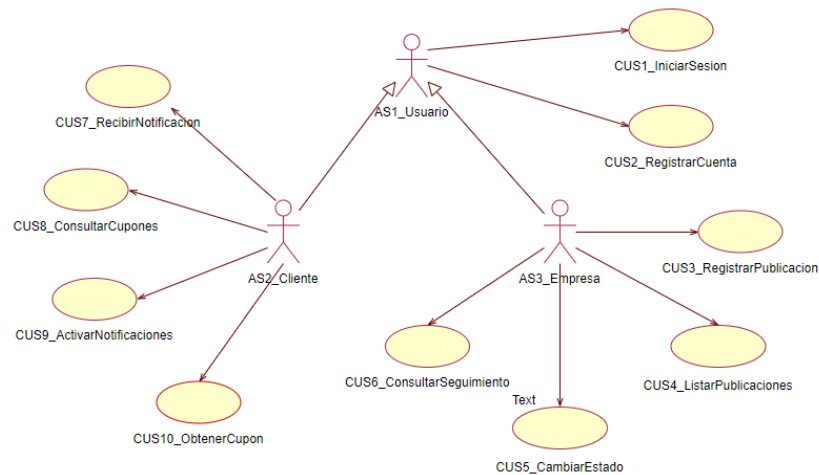 CUS1_IniciarSesion
AS1_Usuario
CUS7_RecibirNotificacion
CUS2_RegistrarCuenta
CUS8_ConsultarCupones
AS2_Cliente
AS3_Empresa
CUS3_RegistrarPublicacion
CUS9_ActivarNotificaciones
CUS6_ConsultarSeguimiento
CUS4_ListarPublicaciones
Text
CUS10_ObtenerCupon
CUS5_CambiarEstado